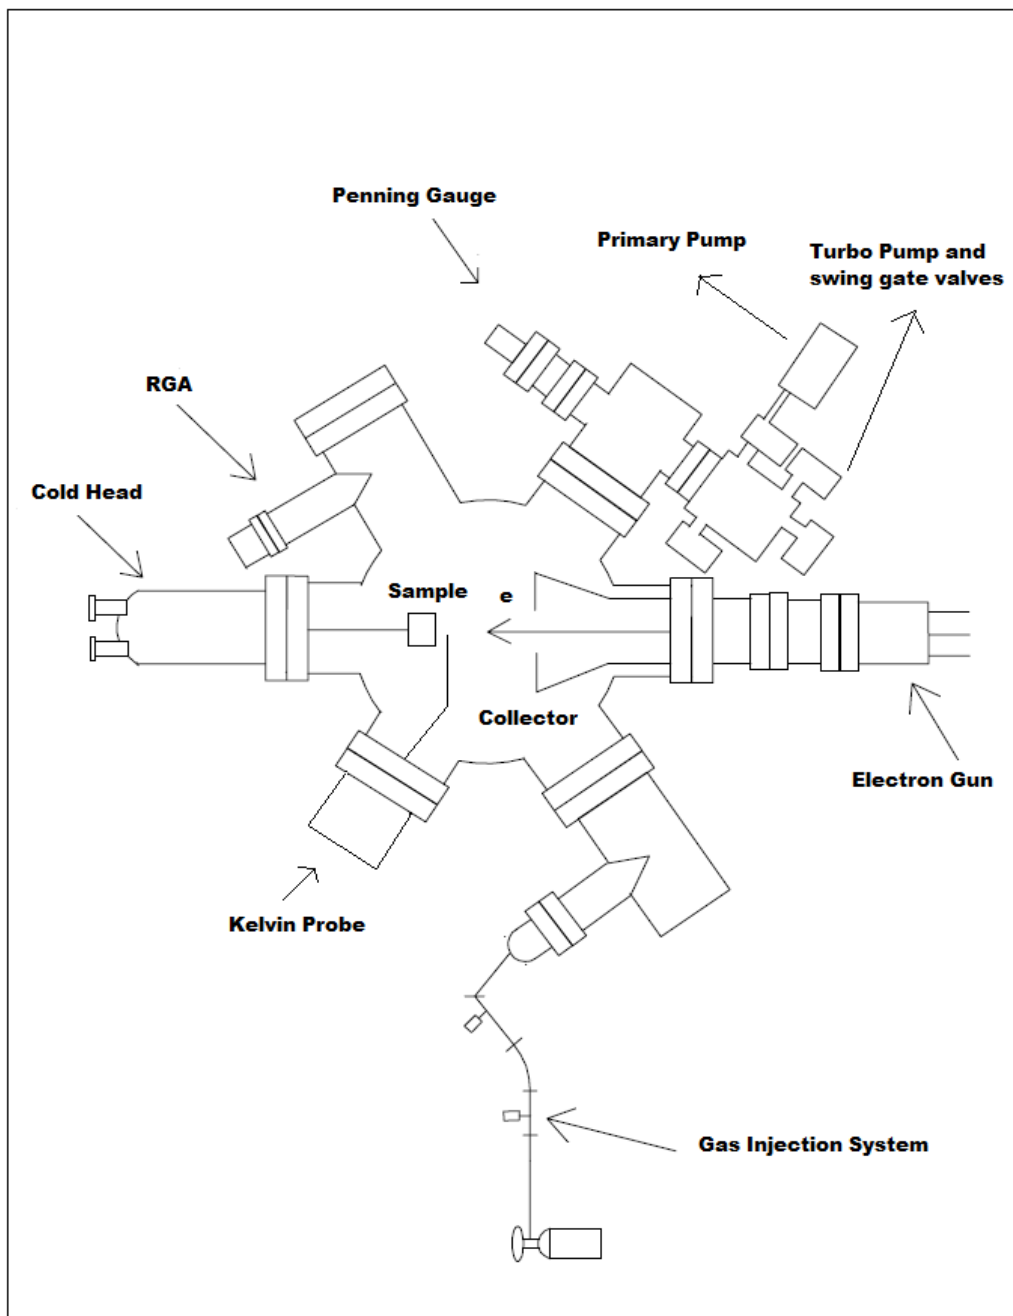 Penning Gauge
Primary Pump
Turbo Pump and
swing gate valves
RGA
Cold Head
Sample
e
Collector
Electron Gun
Kelvin Probe
Gas Injection System